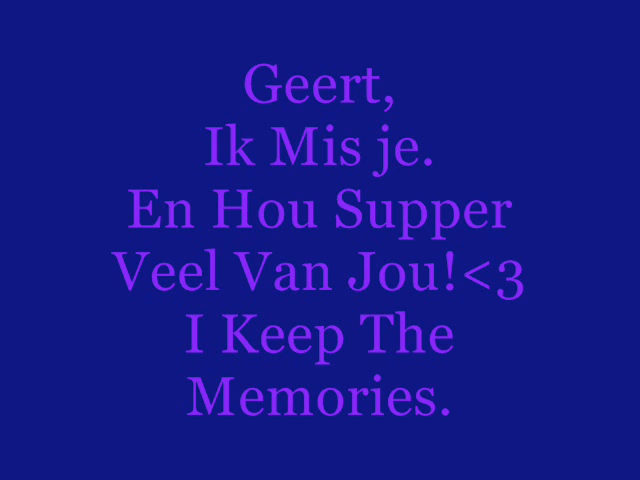 Geert,
Ik Mis je.
En Hou Supper
Veel Van Jou!<3
I Keep The
Memories.